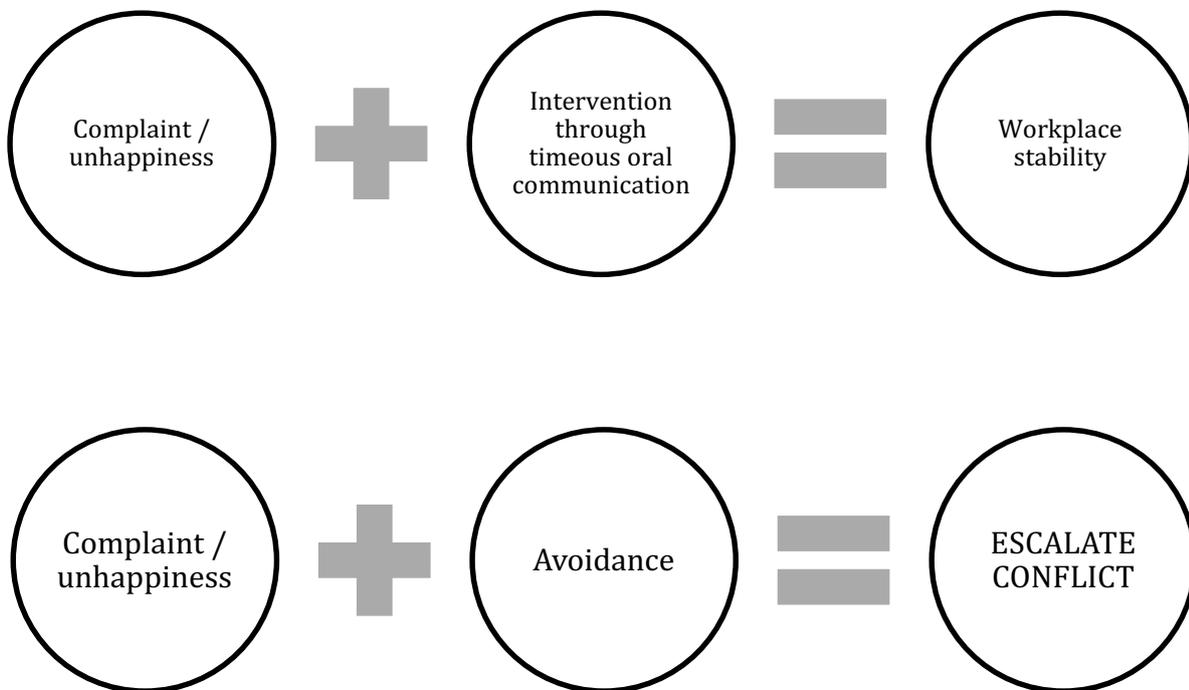 Complaint /
unhappiness
Intervention
through
timeous oral
communication
Workplace
stability
Complaint /
unhappiness
Avoidance
ESCALATE
CONFLICT